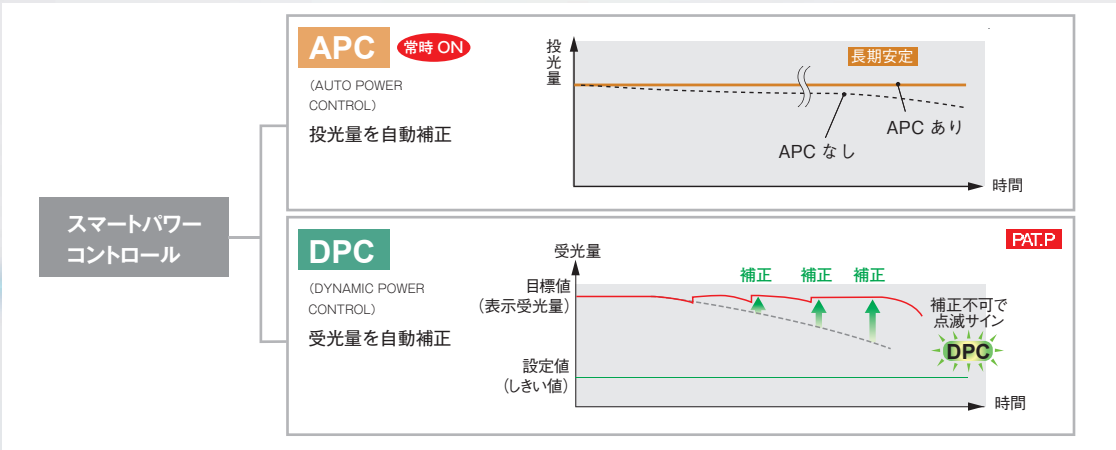 スマートパワー
コントロール
APC
常時 ON
(AUTO POWER
CONTROL)
投光量を自動補正
投光量
長期安定
APC あり
APC なし
時間
DPC
(DYNAMIC POWER
CONTROL)
受光量を自動補正
PAT.P
受光量
目標値
(表示受光量)
補正
補正
補正
補正不可で
点滅サイン
DPC
設定値
(しきい値)
時間